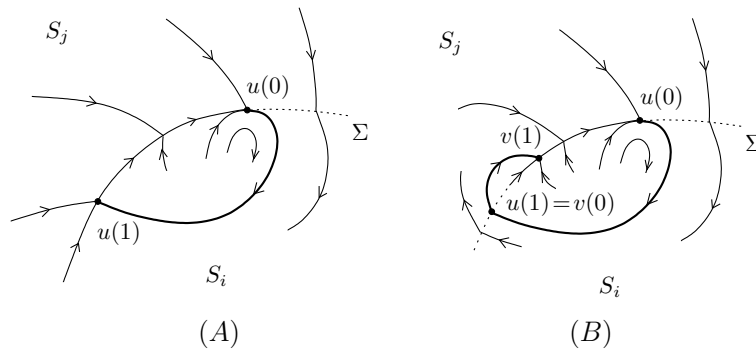 S_j
u(0)
Σ
u(1)
S_i
(A)
S_j
u(0)
v(1)
Σ
u(1)=v(0)
S_i
(B)